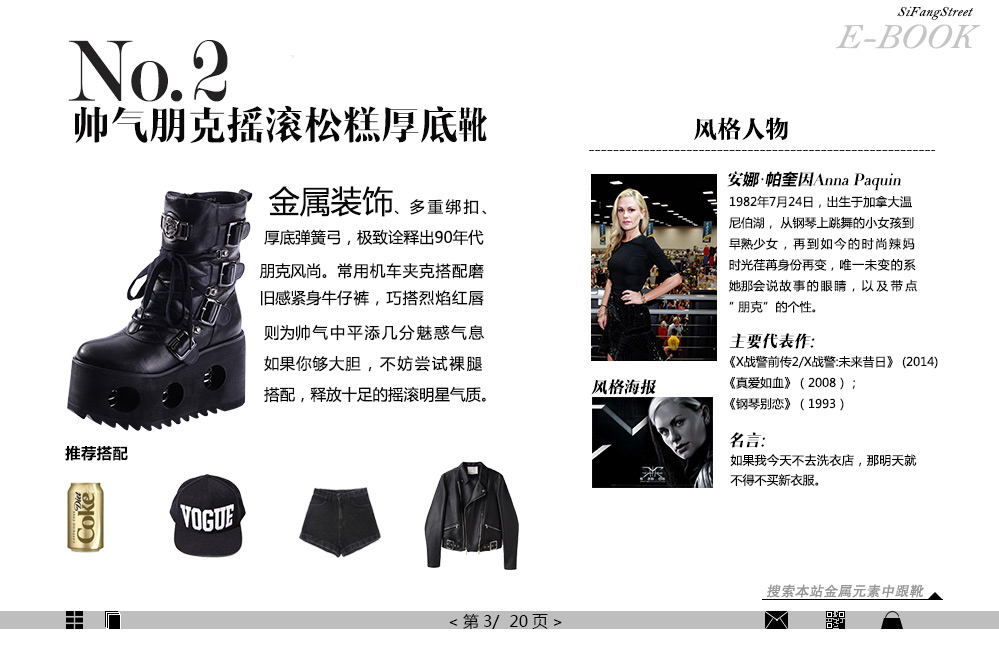 SiFangStreet
E-BOOK
No.2
帅气朋克摇滚松糕厚底靴
金属装饰、多重绑扣、
厚底弹簧弓，极致诠释出90年代
朋克风尚。常用机车夹克搭配磨
旧感紧身牛仔裤，巧搭烈焰红唇
则为帅气中平添几分魅惑气息
如果你够大胆，不妨尝试裸腿
搭配，释放十足的摇滚明星气质。
推荐搭配
Diet
Coke
VOGUE
风格人物
安娜·帕奎因Anna Paquin
1982年7月24日，出生于加拿大温
尼伯湖，从钢琴上跳舞的小女孩到
早熟少女，再到如今的时尚辣妈
时光荏苒身份再变，唯一未变的系
她那会说故事的眼睛，以及带点
“朋克”的个性。
风格海报
主要代表作:
《X战警前传2/X战警:未来昔日》 (2014)
《真爱如血》（2008）；
《钢琴别恋》（1993）
名言:
如果我今天不去洗衣店，那明天就
不得不买新衣服。
搜索本站金属元素中跟靴
< 第 3/ 20 页 >